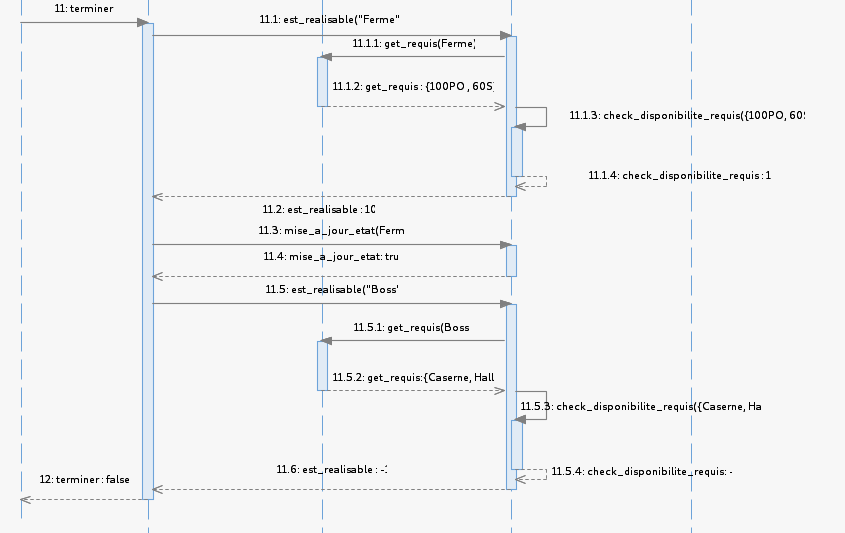 11: terminer
11.1: est_realisable("Ferme"
11.1.1: get_requis(Ferme)
11.1.2: get_requis : {100PO , 60S
11.1.3: check_disponibilite_requis({100PO, 60S
11.1.4: check_disponibilite_requis : 1
11.2: est_realisable : 10
11.3: mise_a_jour_etat(Ferm
11.4: mise_a_jour_etat: tru
11.5: est_realisable("Boss"
11.5.1: get_requis(Boss
11.5.2: get_requis:{Caserne, Hall
11.5.3: check_disponibilite_requis({Caserne, Ha
11.6: est_realisable : -1
11.5.4: check_disponibilite_requis: -
12: terminer : false